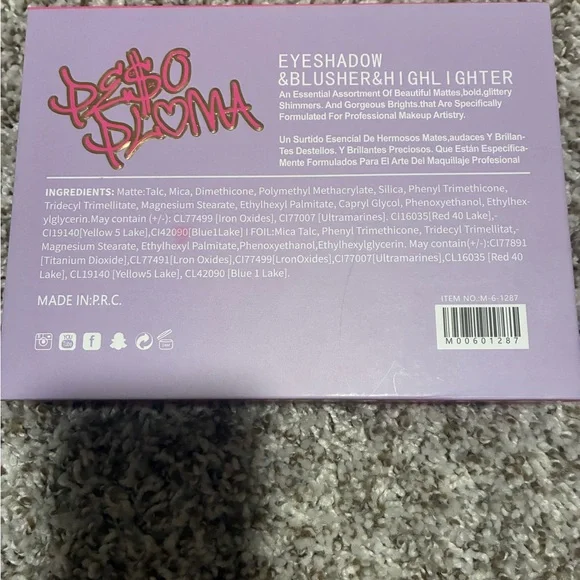 PE$O
PLUMA
EYESHADOW
&BLUSHER&HIGHLIGHTER
An Essential Assortment Of Beautiful Mattes,bold,glittery
Shimmers. And Gorgeous Brights.that Are Specifically
Formulated For Professional Makeup Artistry.
Un Surtido Esencial De Hermosos Mates,audaces Y Brillan-
Tes Destellos. Y Brillantes Preciosos. Que Están Específica-
Mente Formulados Para El Arte Del Maquillaje Profesional
INGREDIENTS: Matte:Talc, Mica, Dimethicone, Polymethyl Methacrylate, Silica, Phenyl Trimethicone,
Tridecyl Trimellitate, Magnesium Stearate, Ethylhexyl Palmitate, Capryl Glycol, Phenoxyethanol, Ethylhex-
ylglycerin.May contain (+/-): CL77499 [Iron Oxides], CI77007 [Ultramarines]. CI16035[Red 40 Lake],-
CI19140[Yellow 5 Lake],CI42090[Blue1Lake] I FOIL:Mica Talc, Phenyl Trimethicone, Tridecyl Trimellitat,-
Magnesium Stearate, Ethylhexyl Palmitate,Phenoxyethanol,Ethylhexylglycerin. May contain(+/-):CL77891
[Titanium Dioxide],CL77491[Iron Oxides],CI77499[IronOxides],CI77007[Ultramarines],CL16035 [Red 40
Lake], CL19140 [Yellow5 Lake], CL42090 [Blue 1 Lake].
MADE IN:P.R.C.
ITEM NO.:M-6-1287
M00601287